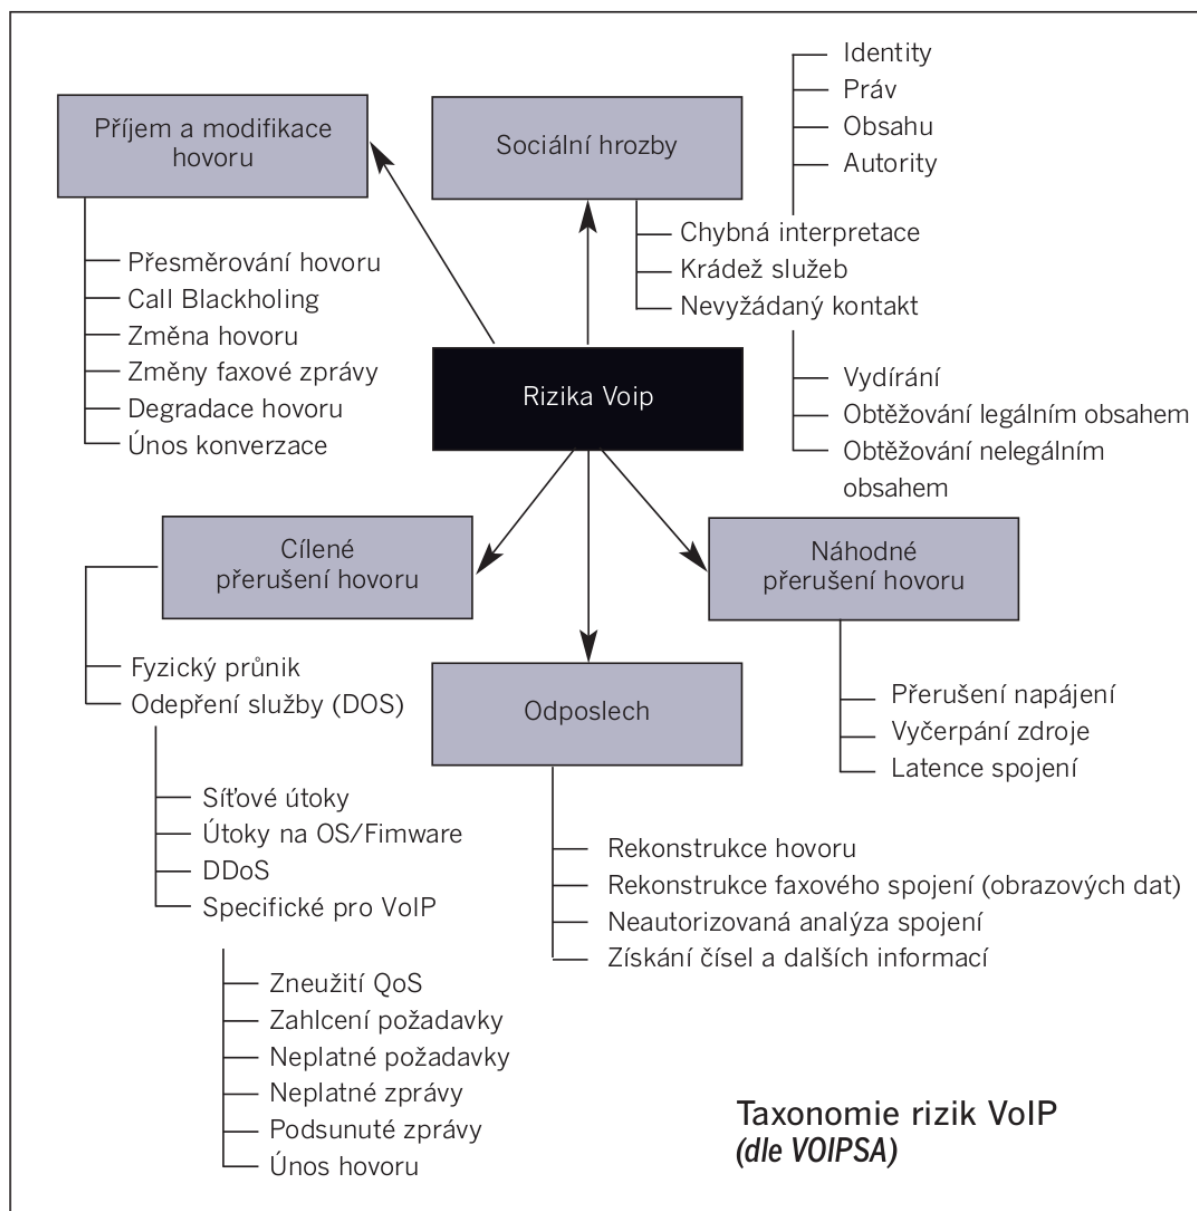 Příjem a modifikace
hovoru
Přesměrování hovoru
Call Blackholing
Změna hovoru
Změny faxové zprávy
Degradace hovoru
Únos konverzace
Sociální hrozby
Identity
Práv
Obsahu
Autority
Chybná interpretace
Krádež služeb
Nevyžádaný kontakt
Vydírání
Obtěžování legálním obsahem
Obtěžování nelegálním
obsahem
Rizika Voip
Cílené
přerušení hovoru
Fyzický průnik
Odepření služby (DOS)
Síťové útoky
Útoky na OS/Fimware
DDoS
Specifické pro VoIP
Zneužití QoS
Zahlcení požadavky
Neplatné požadavky
Neplatné zprávy
Podsunuté zprávy
Únos hovoru
Odposlech
Rekonstrukce hovoru
Rekonstrukce faxového spojení (obrazových dat)
Neautorizovaná analýza spojení
Získání čísel a dalších informací
Náhodné
přerušení hovoru
Přerušení napájení
Vyčerpání zdroje
Latence spojení
Taxonomie rizik VoIP
(dle VOIPSA)